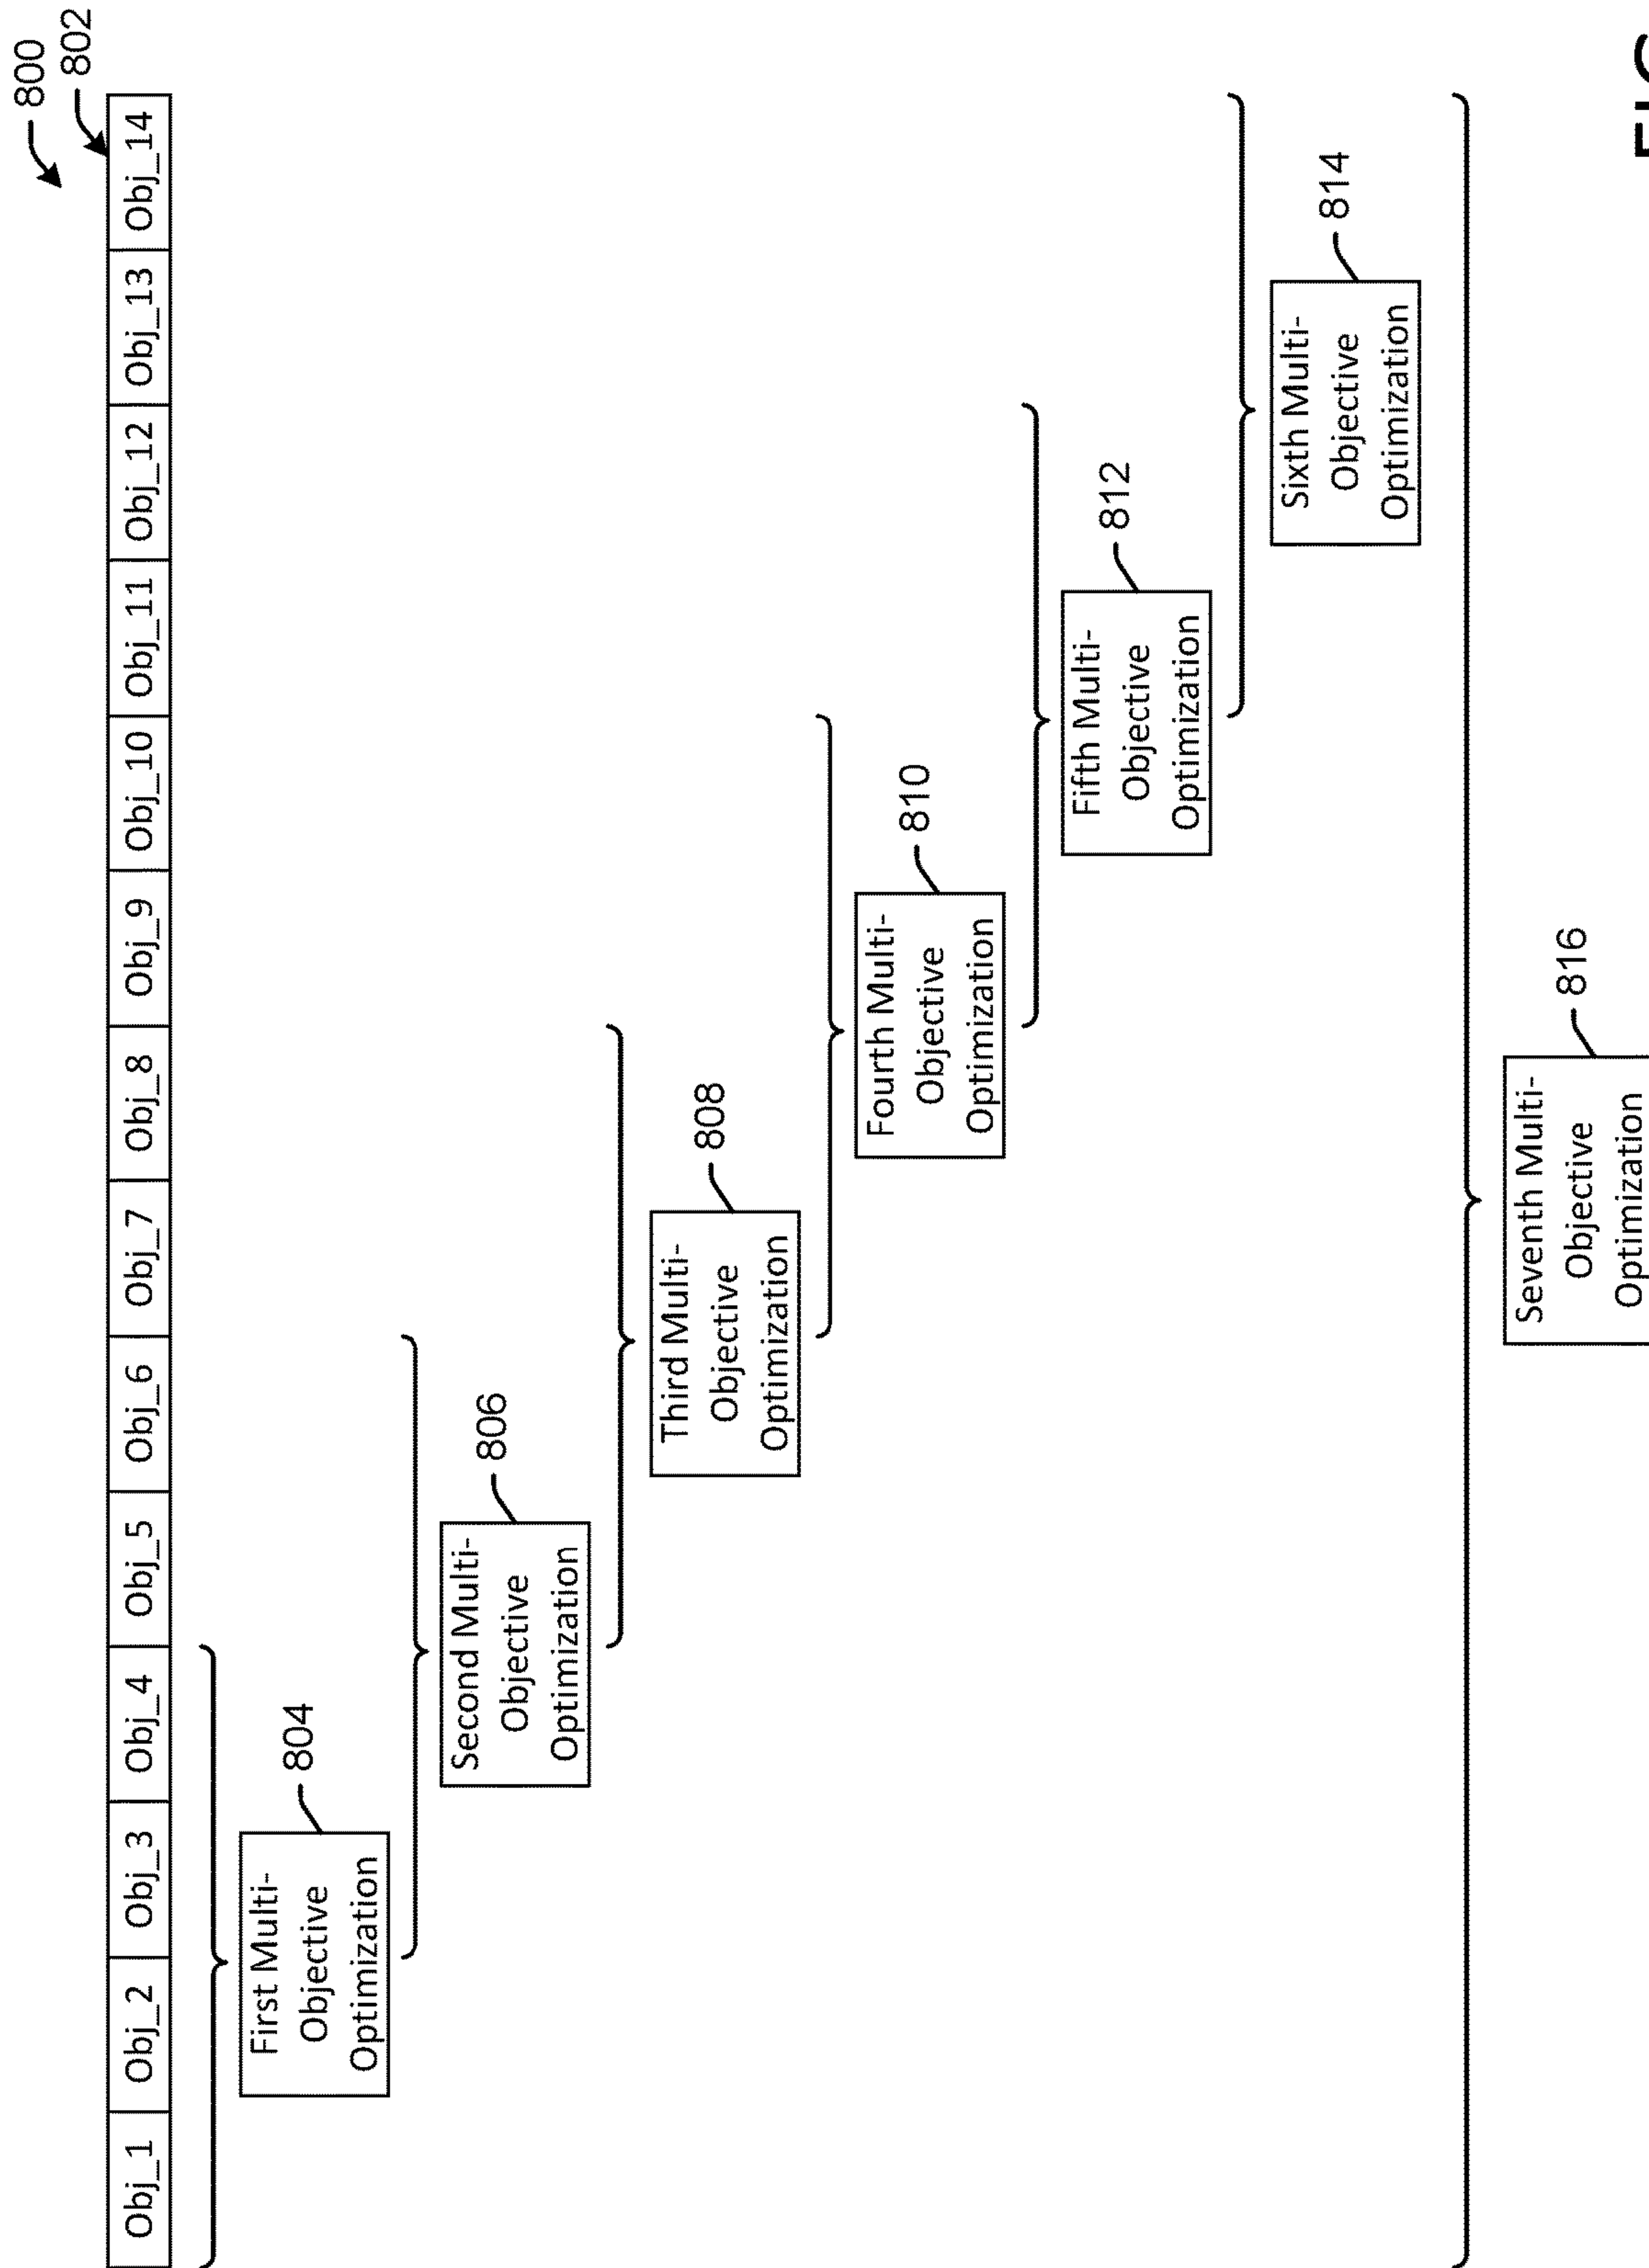 800
802
Obj_1 Obj_2 Obj_3 Obj_4 Obj_5 Obj_6 Obj_7 Obj_8 Obj_9 Obj_10 Obj_11 Obj_12 Obj_13 Obj_14
804
First Multi-
Objective
Optimization
806
Second Multi-
Objective
Optimization
808
Third Multi-
Objective
Optimization
810
Fourth Multi-
Objective
Optimization
812
Fifth Multi-
Objective
Optimization
814
Sixth Multi-
Objective
Optimization
816
Seventh Multi-
Objective
Optimization